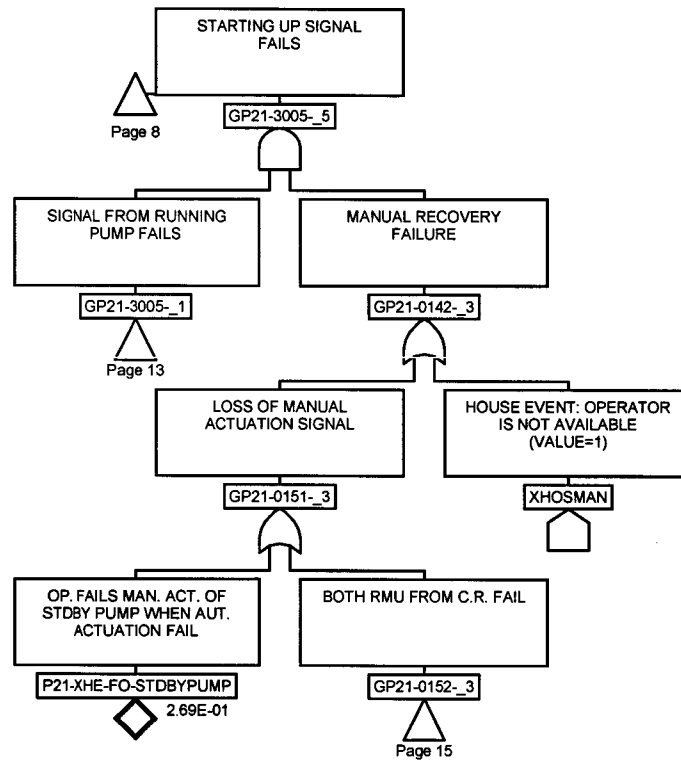 STARTING UP SIGNAL
FAILS
Page 8
GP21-3005-_5
SIGNAL FROM RUNNING
PUMP FAILS
MANUAL RECOVERY
FAILURE
GP21-3005-_1
GP21-0142-_3
Page 13
LOSS OF MANUAL
ACTUATION SIGNAL
HOUSE EVENT: OPERATOR
IS NOT AVAILABLE
(VALUE=1)
GP21-0151-_3
XHOSMAN
OP. FAILS MAN. ACT. OF
STDBY PUMP WHEN AUT.
ACTUATION FAIL
BOTH RMU FROM C.R. FAIL
P21-XHE-FO-STDBYPUMP
GP21-0152-_3
2.69E-01
Page 15